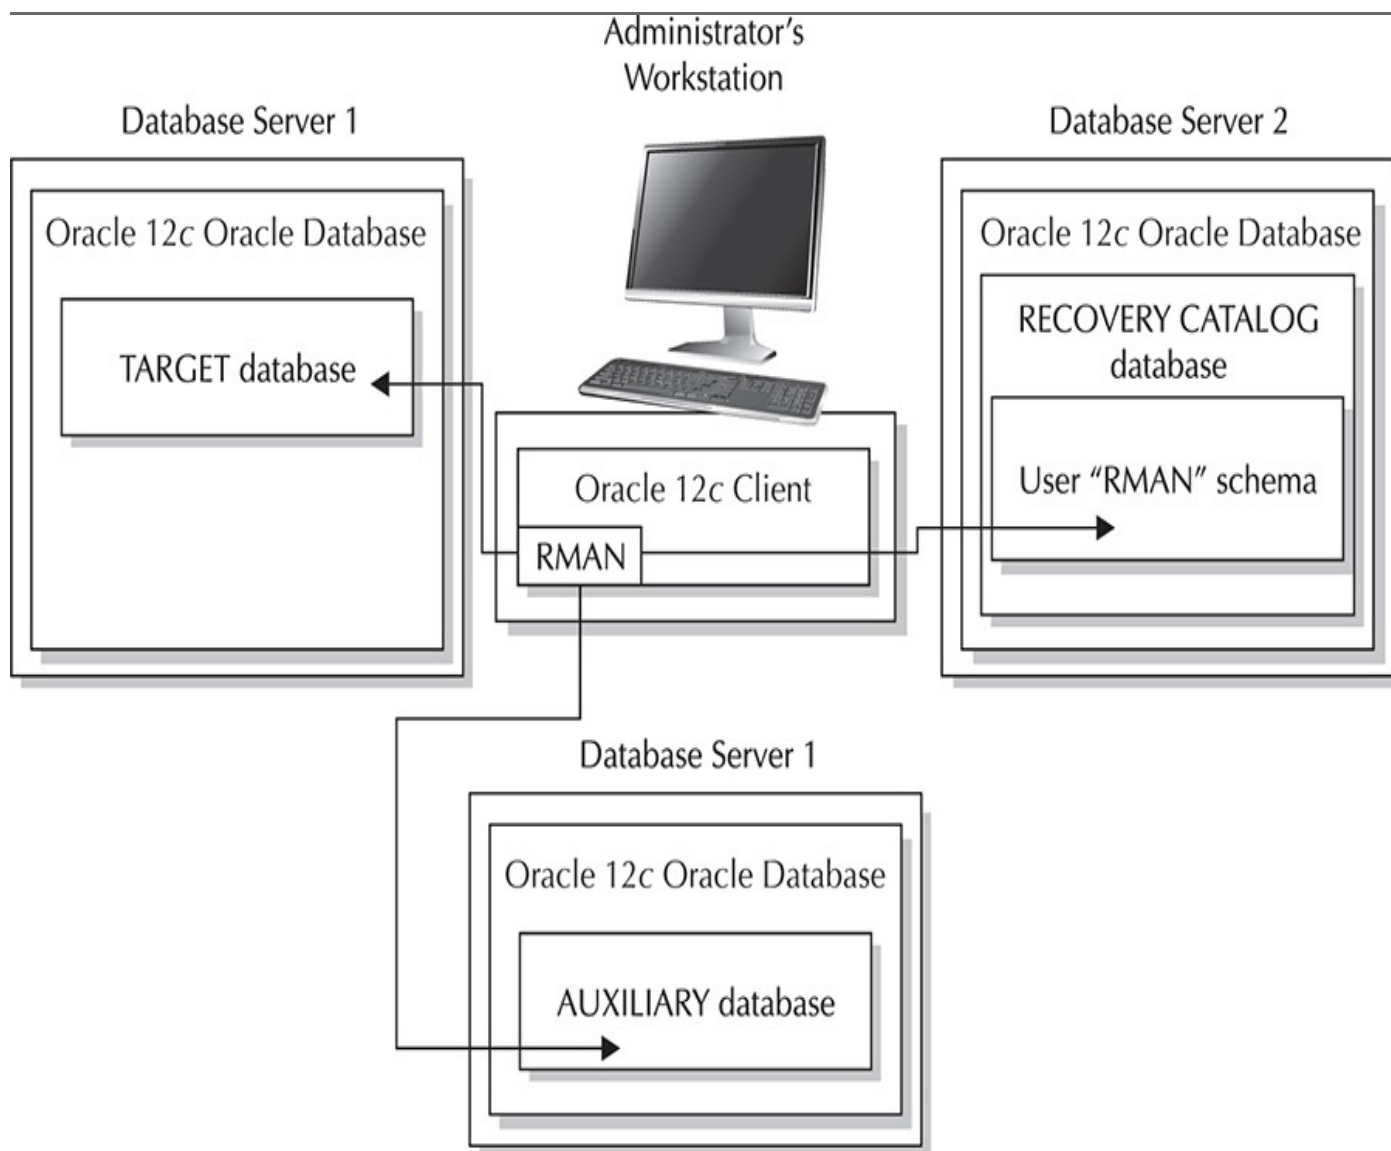 Administrator's
Workstation
Database Server 1
Oracle 12c Oracle Database
TARGET database
Oracle 12c Client
RMAN
Database Server 2
Oracle 12c Oracle Database
RECOVERY CATALOG
database
User “RMAN” schema
Database Server 1
Oracle 12c Oracle Database
AUXILIARY database